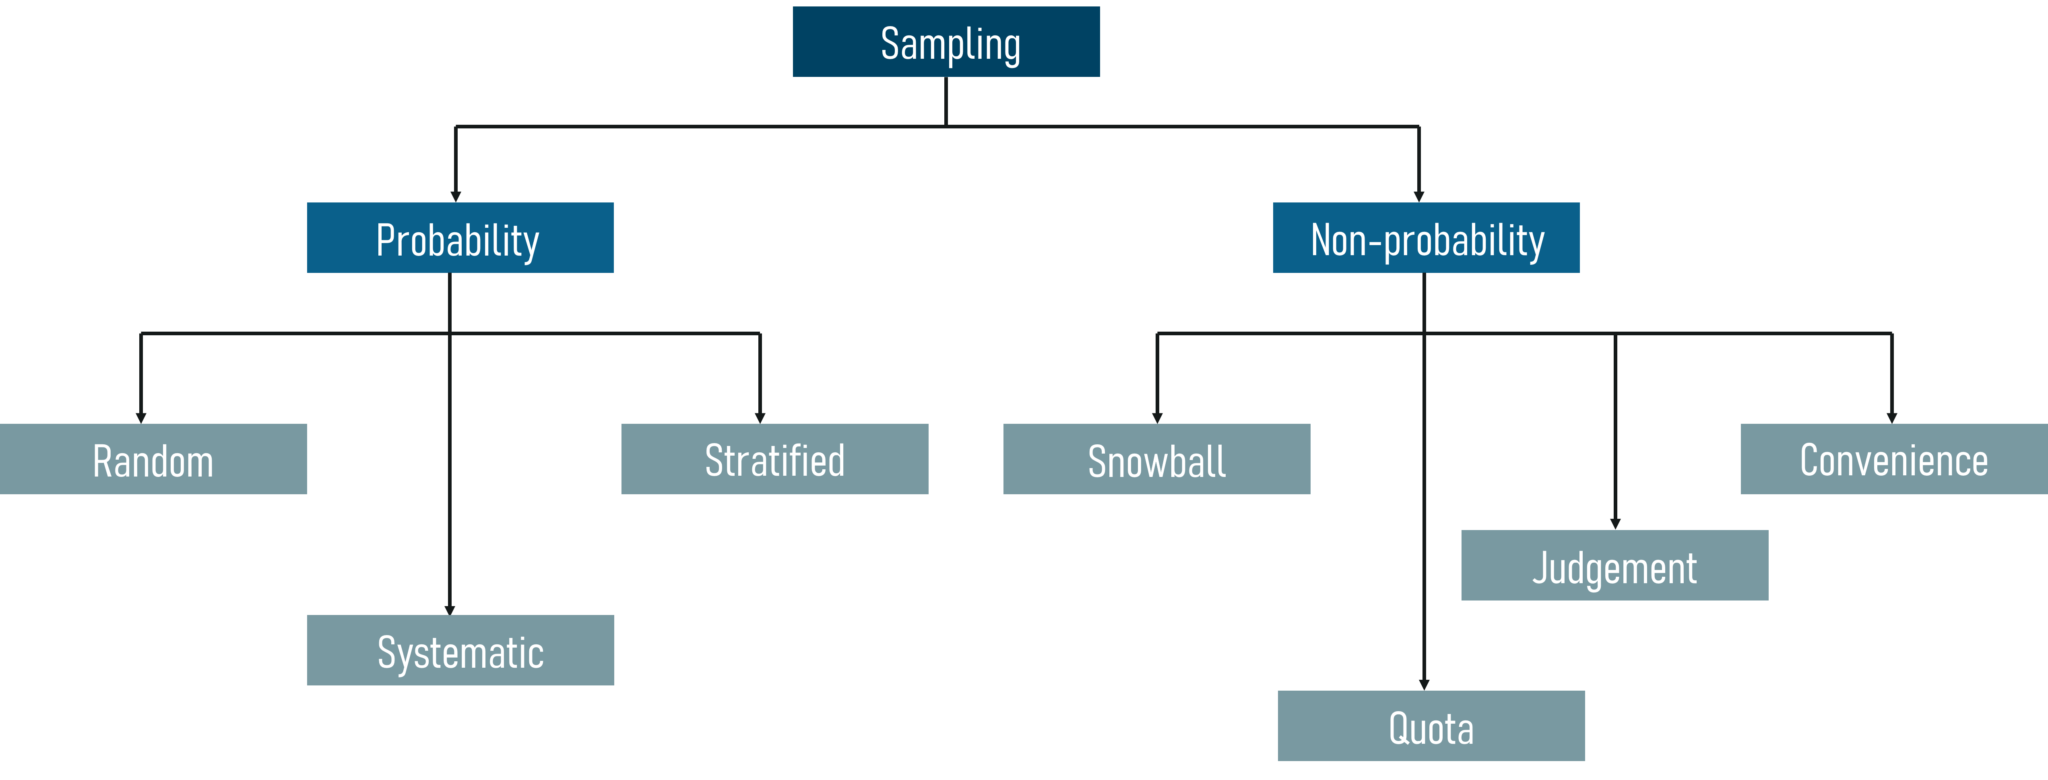 Sampling
Probability
Non-probability
Random
Stratified
Snowball
Convenience
Judgement
Systematic
Quota